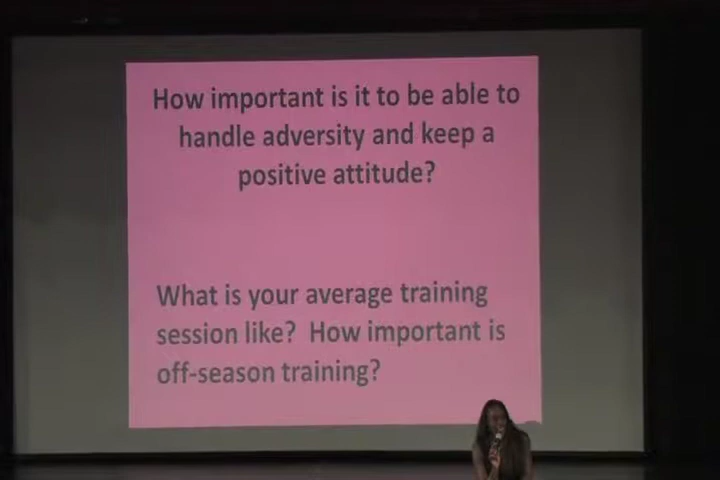 How important is it to be able to
handle adversity and keep a
positive attitude?
What is your average training
session like?  How important is
off-season training?